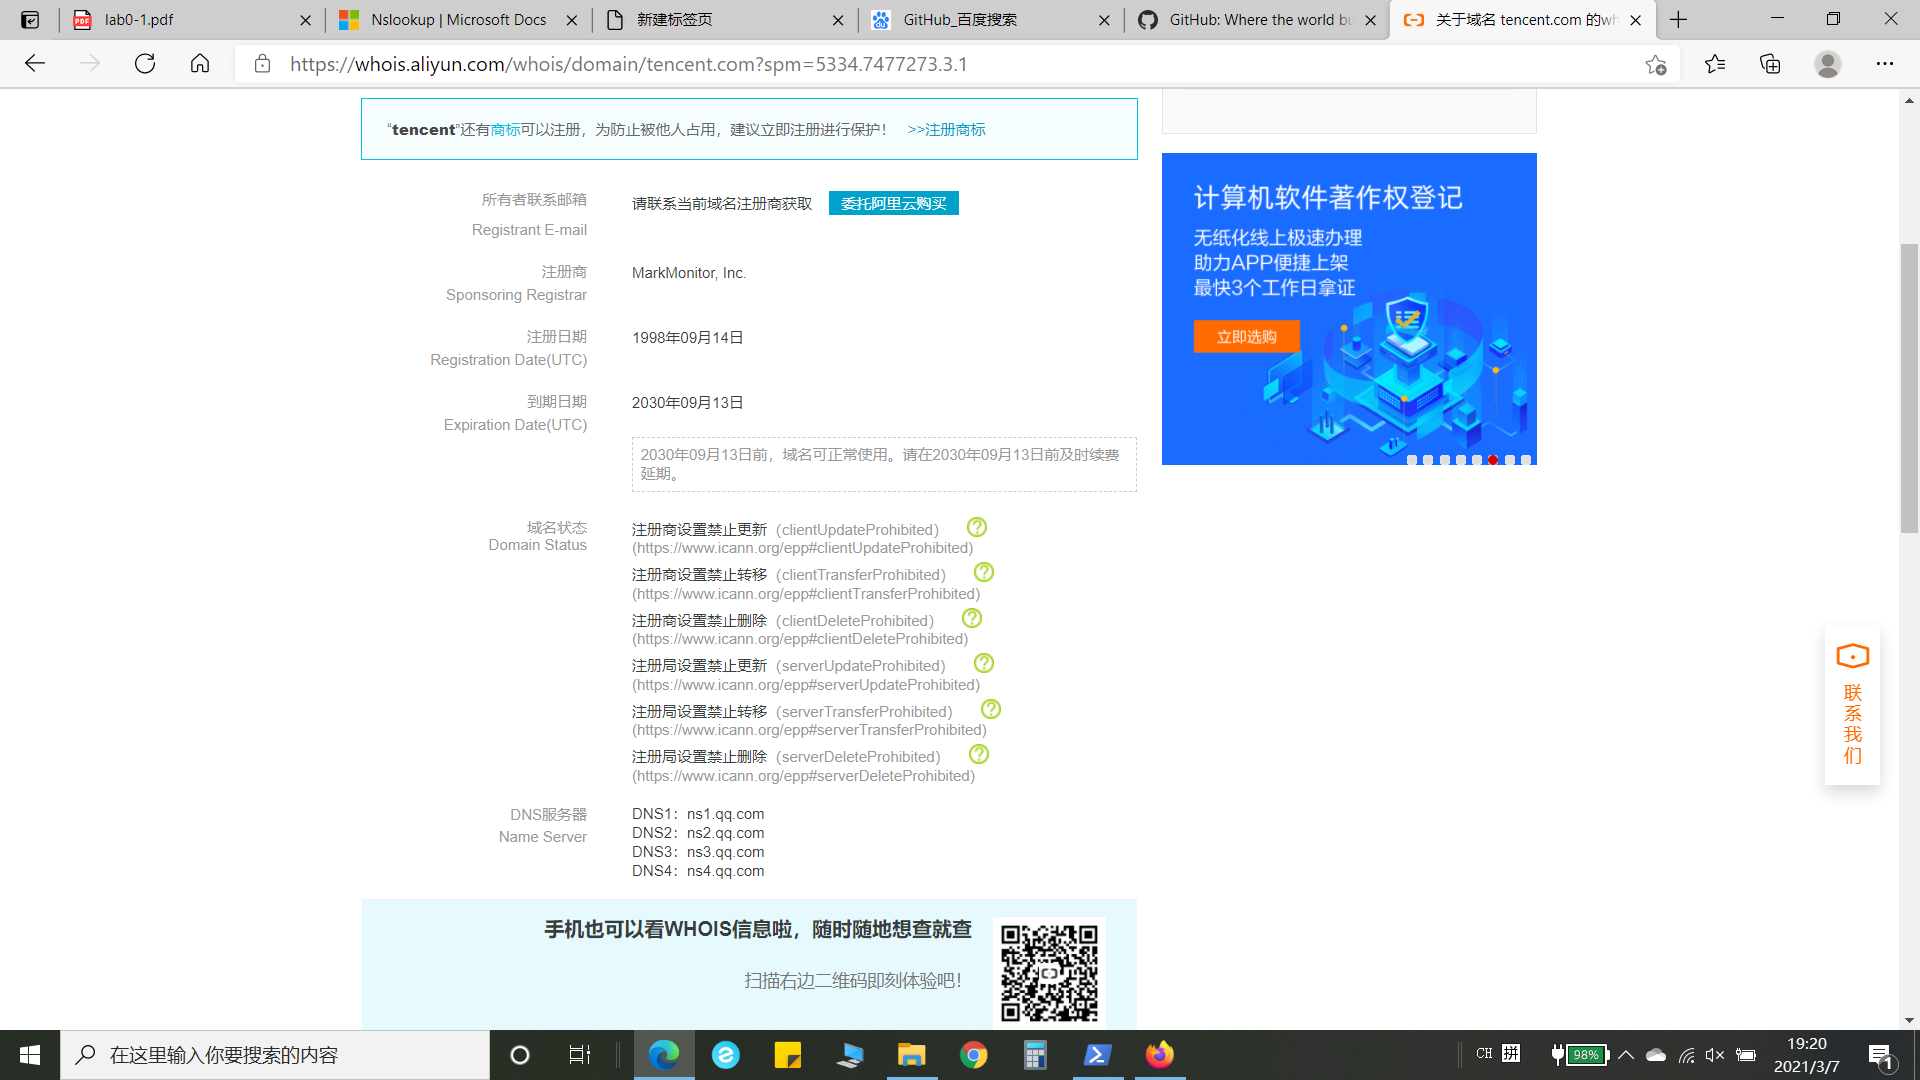 lab0-1.pdf
Nslookup | Microsoft Docs
新建标签页
GitHub_百度搜索
GitHub: Where the world bu
关于域名 tencent.com 的wh
https://whois.aliyun.com/whois/domain/tencent.com?spm=5334.7477273.3.1
“tencent”还有商标可以注册，为防止被他人占用，建议立即注册进行保护！ >>注册商标
所有者联系邮箱
Registrant E-mail
请联系当前域名注册商获取 委托阿里云购买
注册商
Sponsoring Registrar
MarkMonitor, Inc.
注册日期
Registration Date(UTC)
1998年09月14日
到期日期
Expiration Date(UTC)
2030年09月13日
2030年09月13日前，域名可正常使用。请在2030年09月13日前及时续费
延期。
域名状态
Domain Status
注册商设置禁止更新（clientUpdateProhibited） ?
(https://www.icann.org/epp#clientUpdateProhibited)
注册商设置禁止转移（clientTransferProhibited） ?
(https://www.icann.org/epp#clientTransferProhibited)
注册商设置禁止删除（clientDeleteProhibited） ?
(https://www.icann.org/epp#clientDeleteProhibited)
注册局设置禁止更新（serverUpdateProhibited） ?
(https://www.icann.org/epp#serverUpdateProhibited)
注册局设置禁止转移（serverTransferProhibited） ?
(https://www.icann.org/epp#serverTransferProhibited)
注册局设置禁止删除（serverDeleteProhibited） ?
(https://www.icann.org/epp#serverDeleteProhibited)
DNS服务器
Name Server
DNS1：ns1.qq.com
DNS2：ns2.qq.com
DNS3：ns3.qq.com
DNS4：ns4.qq.com
手机也可以看WHOIS信息啦，随时随地想查就查
扫描右边二维码即刻体验吧！
计算机软件著作权登记
无纸化线上极速办理
助力APP便捷上架
最快3个工作日拿证
立即选购
联
系
我
们
在这里输入你要搜索的内容
CH 拼
98%
19:20
2021/3/7
1